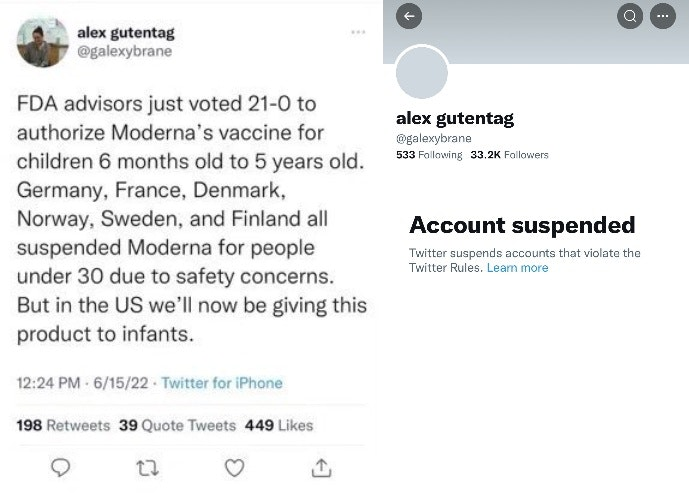 alex gutentag
@galexybrane
FDA advisors just voted 21-0 to
authorize Moderna's vaccine for
children 6 months old to 5 years old.
Germany, France, Denmark,
Norway, Sweden, and Finland all
suspended Moderna for people
under 30 due to safety concerns.
But in the US we'll now be giving this
product to infants.
12:24 PM · 6/15/22 · Twitter for iPhone
198 Retweets 39 Quote Tweets 449 Likes
alex gutentag
@galexybrane
533 Following 33.2K Followers
Account suspended
Twitter suspends accounts that violate the
Twitter Rules. Learn more